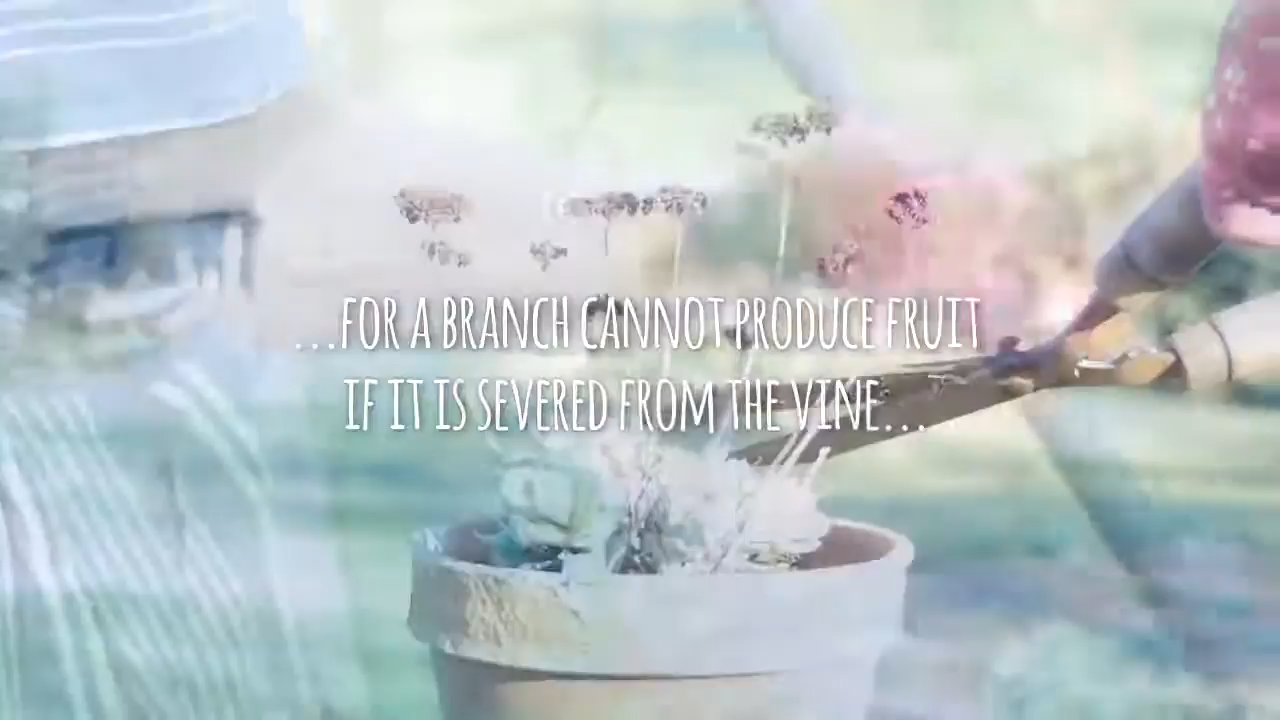 ...FOR A BRANCH CANNOT PRODUCE FRUIT
IF IT IS SEVERED FROM THE VINE...